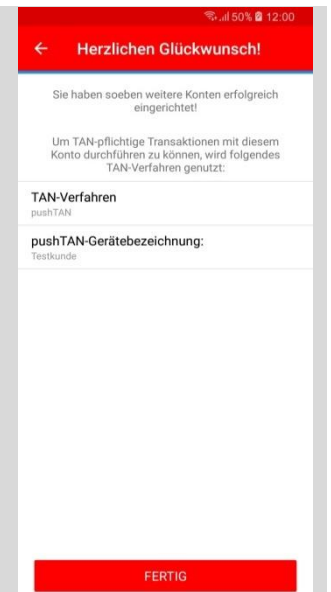 50% 12:00
Herzlichen Glückwunsch!
Sie haben soeben weitere Konten erfolgreich
eingerichtet!
Um TAN-pflichtige Transaktionen mit diesem
Konto durchführen zu können, wird folgendes
TAN-Verfahren genutzt:
TAN-Verfahren
pushTAN
pushTAN-Gerätebezeichnung:
Testkunde
FERTIG